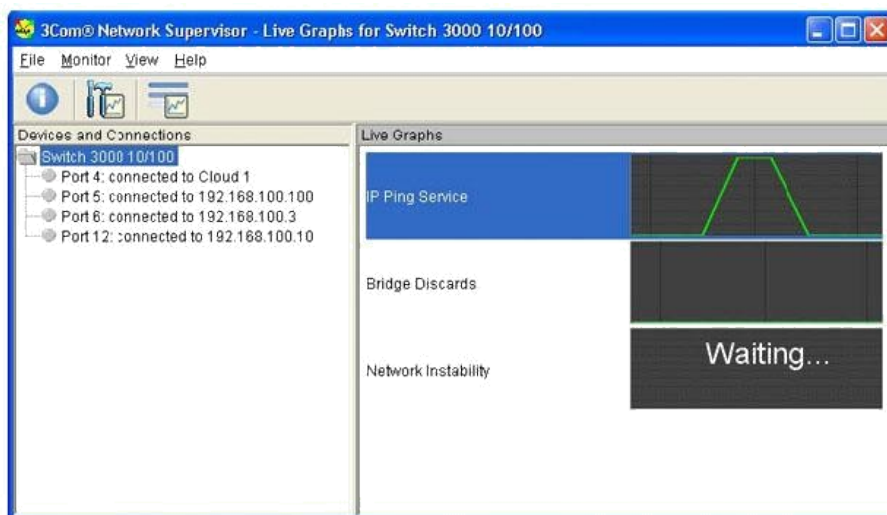 3Com® Network Supervisor - Live Graphs for Switch 3000 10/100
File Monitor View Help
Devices and Connections
Switch 3000 10/100
Port 4: connected to Cloud 1
Port 5: connected to 192.168.100.100
Port 6: connected to 192.168.100.3
Port 12: connected to 192.168.100.10
Live Graphs
IP Ping Service
Bridge Discards
Network Instability
Waiting...